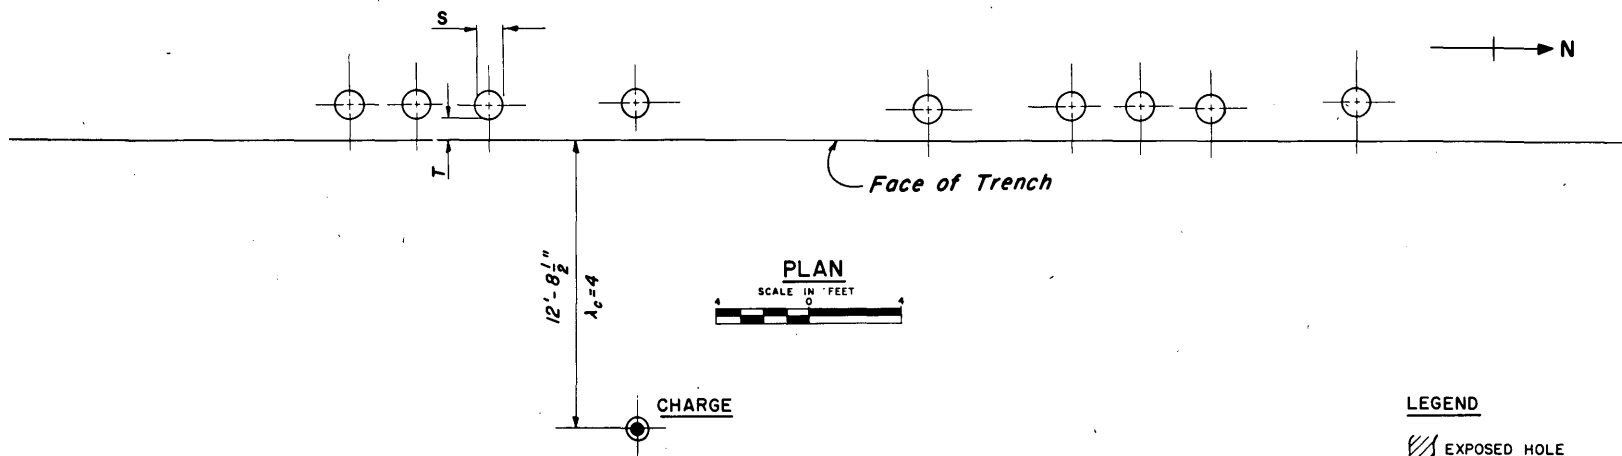 S
N
T
Face of Trench
12'-8 1/2"
λc=4
PLAN
SCALE IN FEET
4 0 4
CHARGE
LEGEND
EXPOSED HOLE